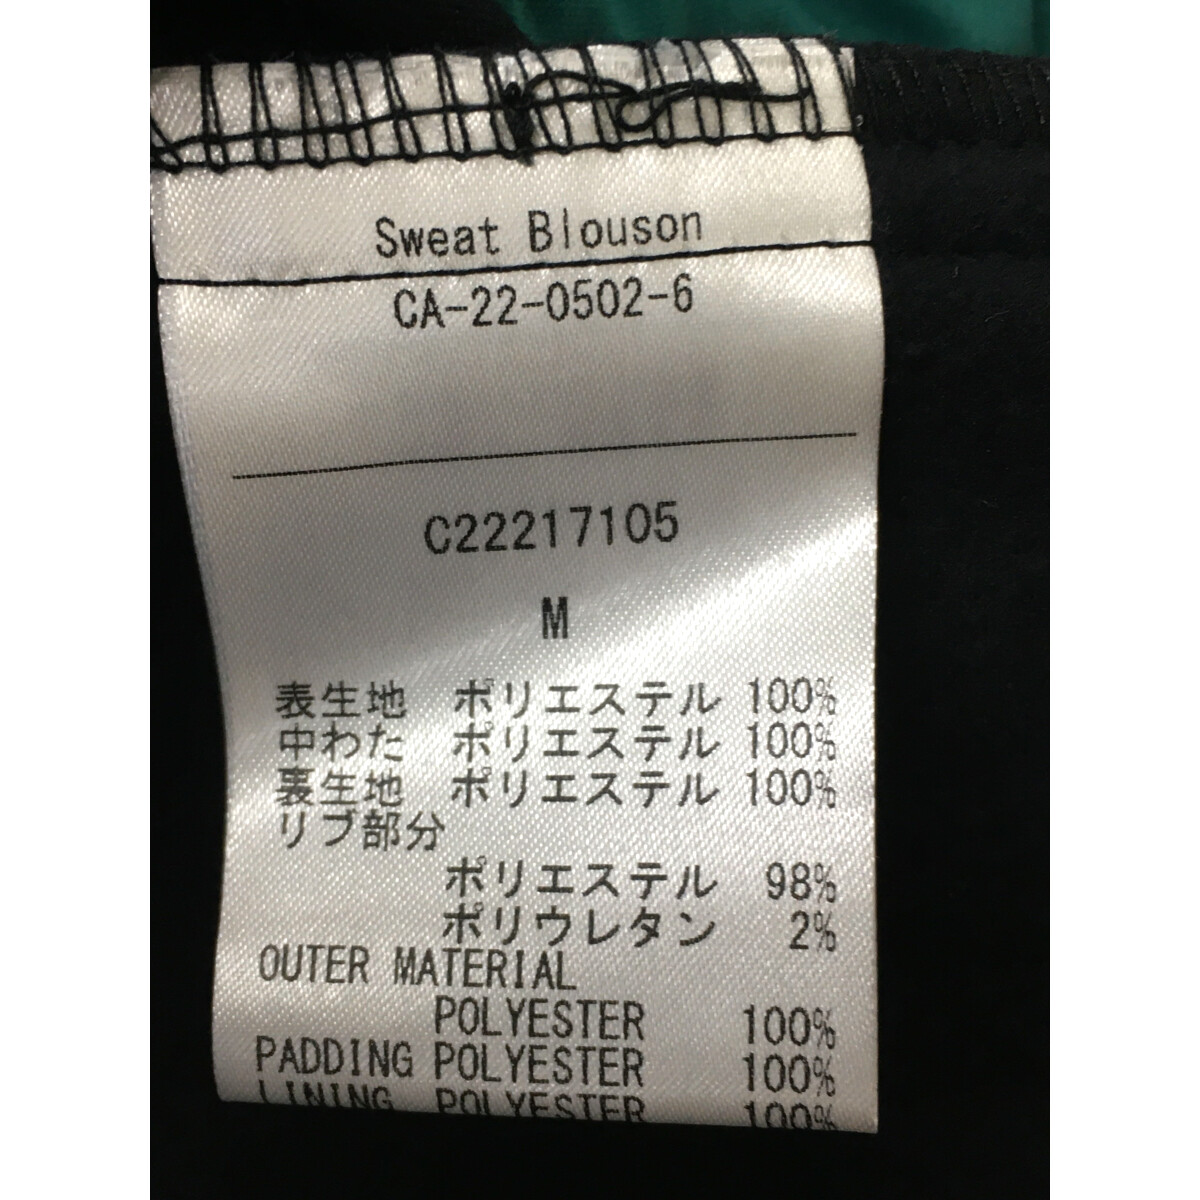 Sweat Blouson
CA-22-0502-6
C22217105
M
表生地 ポリエステル 100%
中わた ポリエステル 100%
裏生地 ポリエステル 100%
リブ部分
ポリエステル 98%
ポリウレタン 2%
OUTER MATERIAL
POLYESTER 100%
PADDING POLYESTER 100%
LINING POLYESTER 100%